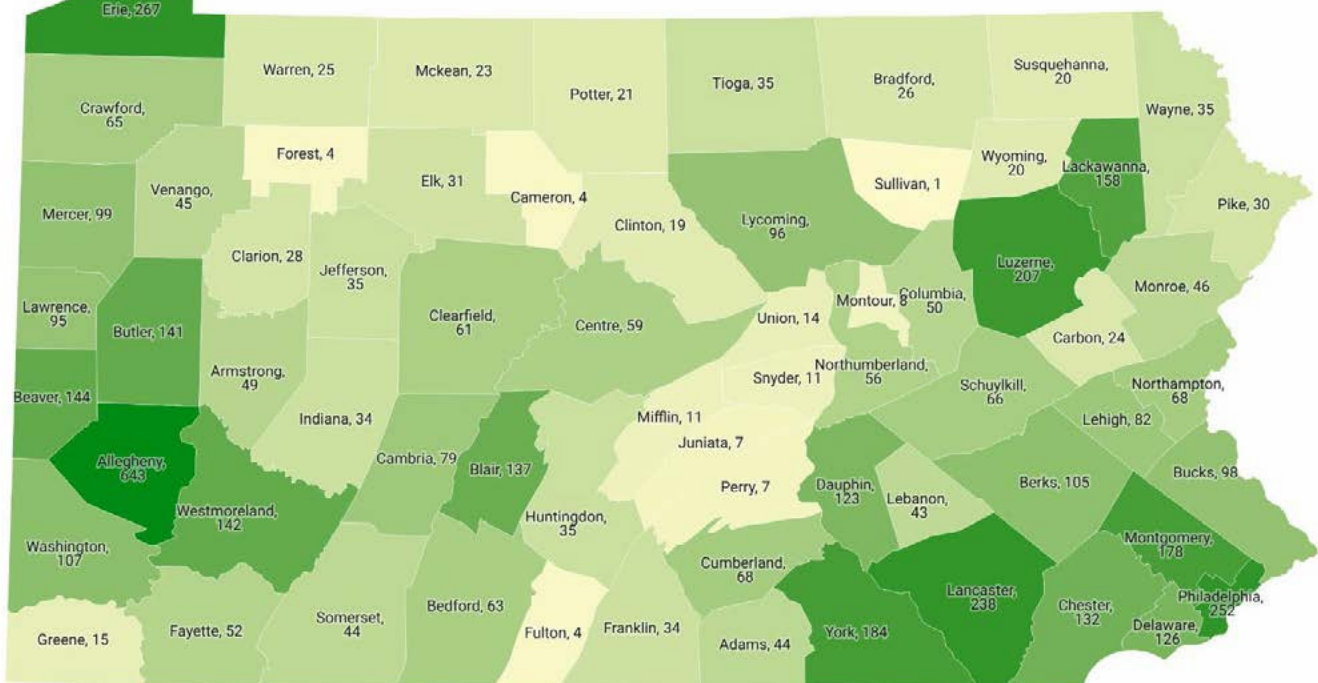 Erie, 267
Warren, 25
Mckean, 23
Potter, 21
Tioga, 35
Bradford,
26
Susquehanna,
20
Wayne, 35
Crawford,
65
Forest, 4
Venango,
45
Elk, 31
Cameron, 4
Sullivan, 1
Wyoming,
20
Lackawanna,
158
Mercer, 99
Clinton, 19
Lycoming,
96
Pike, 30
Clarion, 28
Jefferson,
35
Luzerne,
207
Lawrence,
95
Butler, 141
Clearfield,
61
Centre, 59
Union, 14
Montour, 8
Columbia,
50
Monroe, 46
Carbon, 24
Armstrong,
49
Beaver, 144
Indiana, 34
Snyder, 11
Northumberland,
56
Schuylkill,
66
Northampton,
68
Mifflin, 11
Lehigh, 82
Allegheny,
643
Cambria, 79
Blair, 137
Juniata, 7
Perry, 7
Dauphin,
123
Lebanon,
43
Berks, 105
Bucks, 98
Westmoreland,
142
Huntingdon,
35
Montgomery,
178
Washington,
107
Cumberland,
68
Lancaster,
238
Chester,
132
Philadelphia,
252
Delaware,
126
Greene, 15
Fayette, 52
Somerset,
44
Bedford, 63
Fulton, 4
Franklin, 34
Adams, 44
York, 184